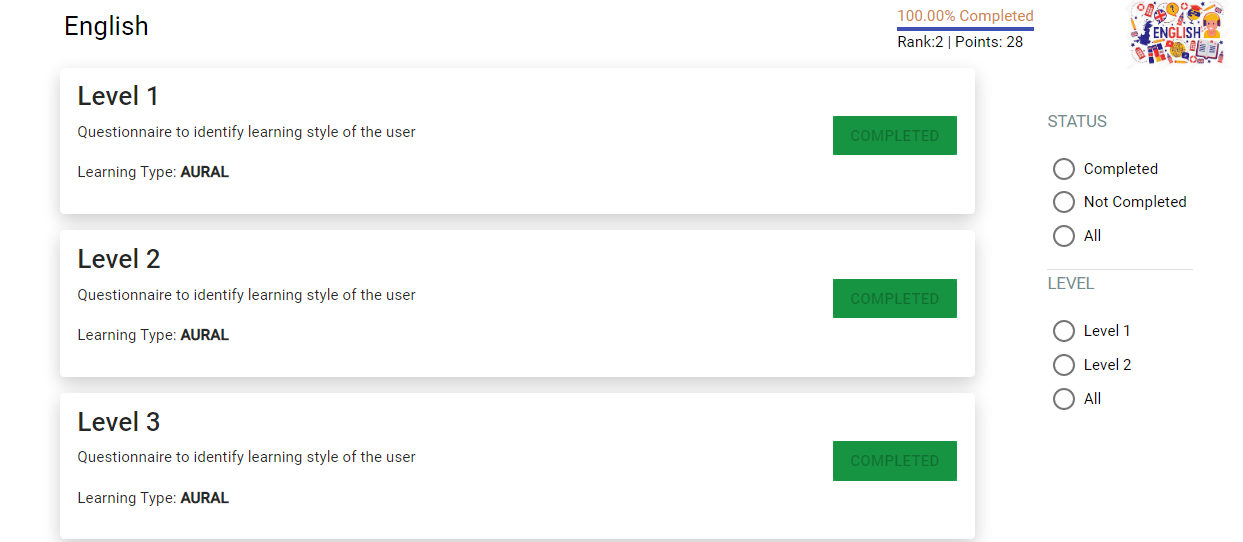 English
100.00% Completed
Rank:2 | Points: 28
ENGLISH
Level 1
Questionnaire to identify learning style of the user
COMPLETED
Learning Type: AURAL
Level 2
Questionnaire to identify learning style of the user
COMPLETED
Learning Type: AURAL
Level 3
Questionnaire to identify learning style of the user
COMPLETED
Learning Type: AURAL
STATUS
Completed
Not Completed
All
LEVEL
Level 1
Level 2
All